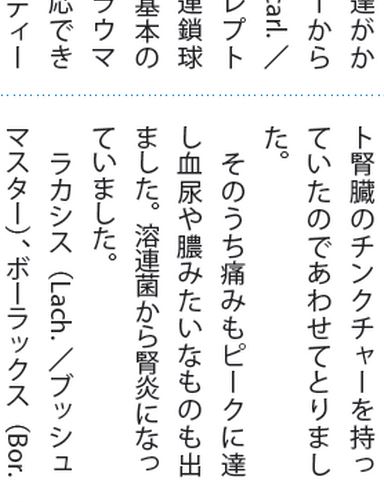 達がか
ーから
carl.／
レプト
連鎖球
基本の
ラウマ
応でき
ティー
ト腎臓のチンクチャーを持っ
ていたのであわせてとりまし
た。
そのうち痛みもピークに達
し血尿や膿みたいなものも出
ました。溶連菌から腎炎になっ
ていました。
ラカシス（Lach.／ブッシュ
マスター）、ボーラックス（Bor.